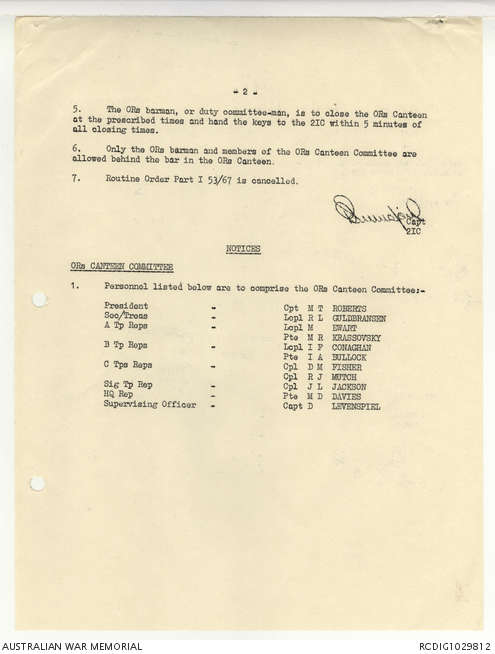 - 2 -
5. The ORs barman, or duty committee-man, is to close the ORs Canteen
at the prescribed times and hand the keys to the 2IC within 5 minutes of
all closing times.
6. Only the ORs barman and members of the ORs Canteen Committee are
allowed behind the bar in the ORs Canteen.
7. Routine Order Part I 53/67 is cancelled.
Capt
2IC
NOTICES
ORs CANTEEN COMMITTEE
1. Personnel listed below are to comprise the ORs Canteen Committee:-
President - Cpt M T ROBERTS
Sec/Treas - Lcpl R L GULDBRANSEN
A Tp Reps - Lcpl M EWART
Pte M R KRASSOVSKY
B Tp Reps - Lcpl I F CONAGHAN
Pte I A BULLOCK
C Tps Reps - Cpl D M FISHER
Cpl R J MUTCH
Sig Tp Rep - Cpl J L JACKSON
HQ Rep - Pte M D DAVIES
Supervising Officer - Capt D LEVENSPIEL
AUSTRALIAN WAR MEMORIAL
RCDIG1029812